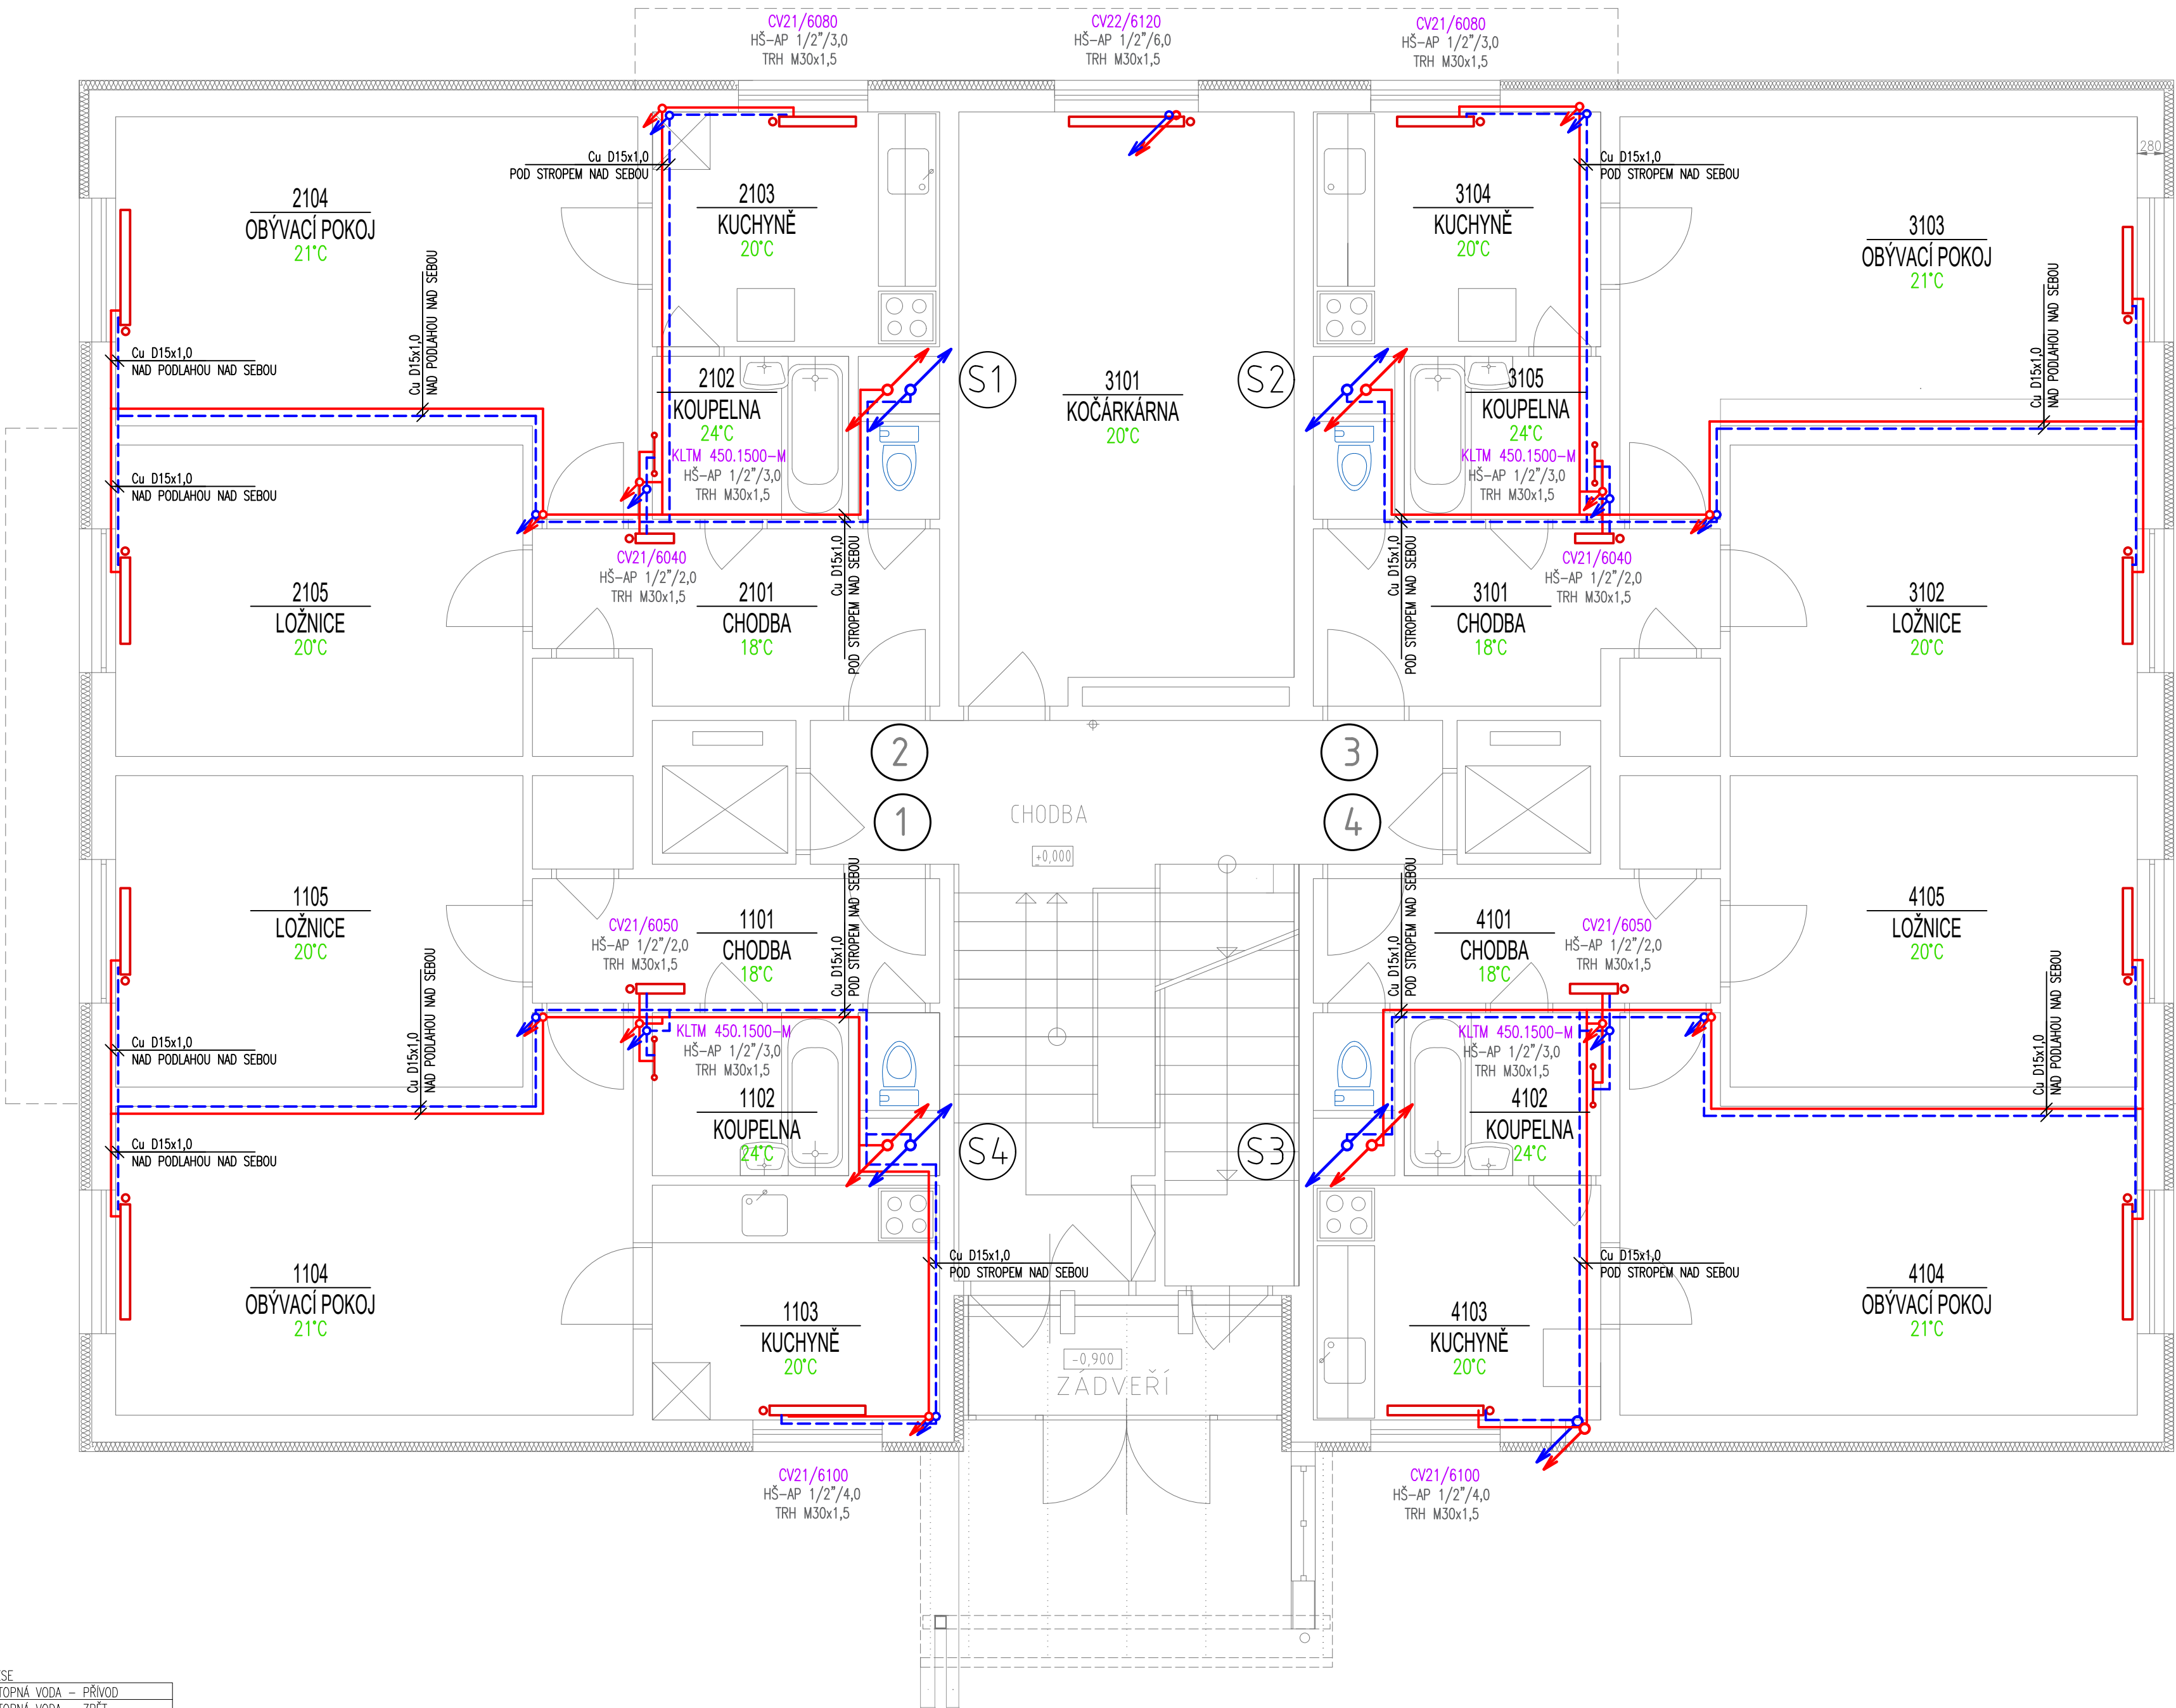 CV21/6080
HŠ-AP 1/2"/3,0
TRH M30x1,5
CV22/6120
HŠ-AP 1/2"/6,0
TRH M30x1,5
CV21/6080
HŠ-AP 1/2"/3,0
TRH M30x1,5
Cu D15x1,0
POD STROPEM NAD SEBOU
Cu D15x1,0
POD STROPEM NAD SEBOU
280
2104
OBÝVACÍ POKOJ
21°C
2103
KUCHYNĚ
20°C
3104
KUCHYNĚ
20°C
3103
OBÝVACÍ POKOJ
21°C
Cu D15x1,0
NAD PODLAHOU NAD SEBOU
Cu D15x1,0
NAD PODLAHOU NAD SEBOU
Cu D15x1,0
NAD PODLAHOU NAD SEBOU
2102
KOUPELNA
24°C
KLTM 450.1500-M
HŠ-AP 1/2"/3,0
TRH M30x1,5
S1
3101
KOČÁRKÁRNA
20°C
S2
3105
KOUPELNA
24°C
KLTM 450.1500-M
HŠ-AP 1/2"/3,0
TRH M30x1,5
Cu D15x1,0
NAD PODLAHOU NAD SEBOU
2105
LOŽNICE
20°C
CV21/6040
HŠ-AP 1/2"/2,0
TRH M30x1,5
2101
CHODBA
18°C
Cu D15x1,0
POD STROPEM NAD SEBOU
Cu D15x1,0
POD STROPEM NAD SEBOU
3101
CHODBA
18°C
CV21/6040
HŠ-AP 1/2"/2,0
TRH M30x1,5
3102
LOŽNICE
20°C
2
3
1
CHODBA
4
+0,000
1105
LOŽNICE
20°C
CV21/6050
HŠ-AP 1/2"/2,0
TRH M30x1,5
1101
CHODBA
18°C
Cu D15x1,0
POD STROPEM NAD SEBOU
Cu D15x1,0
POD STROPEM NAD SEBOU
4101
CHODBA
18°C
CV21/6050
HŠ-AP 1/2"/2,0
TRH M30x1,5
4105
LOŽNICE
20°C
Cu D15x1,0
NAD PODLAHOU NAD SEBOU
Cu D15x1,0
NAD PODLAHOU NAD SEBOU
Cu D15x1,0
NAD PODLAHOU NAD SEBOU
KLTM 450.1500-M
HŠ-AP 1/2"/3,0
TRH M30x1,5
1102
KOUPELNA
24°C
KLTM 450.1500-M
HŠ-AP 1/2"/3,0
TRH M30x1,5
4102
KOUPELNA
24°C
S4
S3
Cu D15x1,0
NAD PODLAHOU NAD SEBOU
Cu D15x1,0
POD STROPEM NAD SEBOU
Cu D15x1,0
POD STROPEM NAD SEBOU
1104
OBÝVACÍ POKOJ
21°C
1103
KUCHYNĚ
20°C
4103
KUCHYNĚ
20°C
4104
OBÝVACÍ POKOJ
21°C
-0,900
ZÁDVEŘÍ
CV21/6100
HŠ-AP 1/2"/4,0
TRH M30x1,5
CV21/6100
HŠ-AP 1/2"/4,0
TRH M30x1,5
VODA - PŘÍVOD